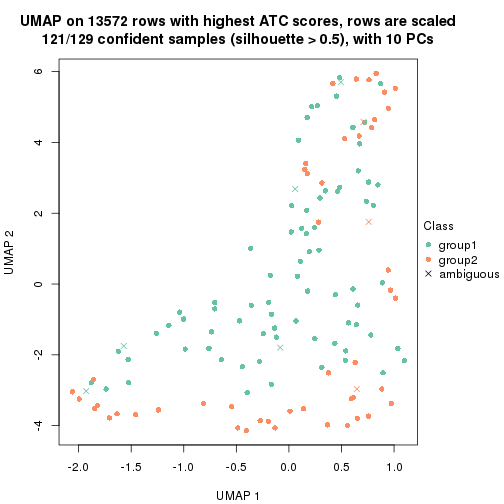 UMAP on 13572 rows with highest ATC scores, rows are scaled
121/129 confident samples (silhouette > 0.5), with 10 PCs
6
4
2
0
-2
-4
UMAP 2
-2.0
-1.5
-1.0
-0.5
0.0
0.5
1.0
UMAP 1
Class
group1
group2
ambiguous